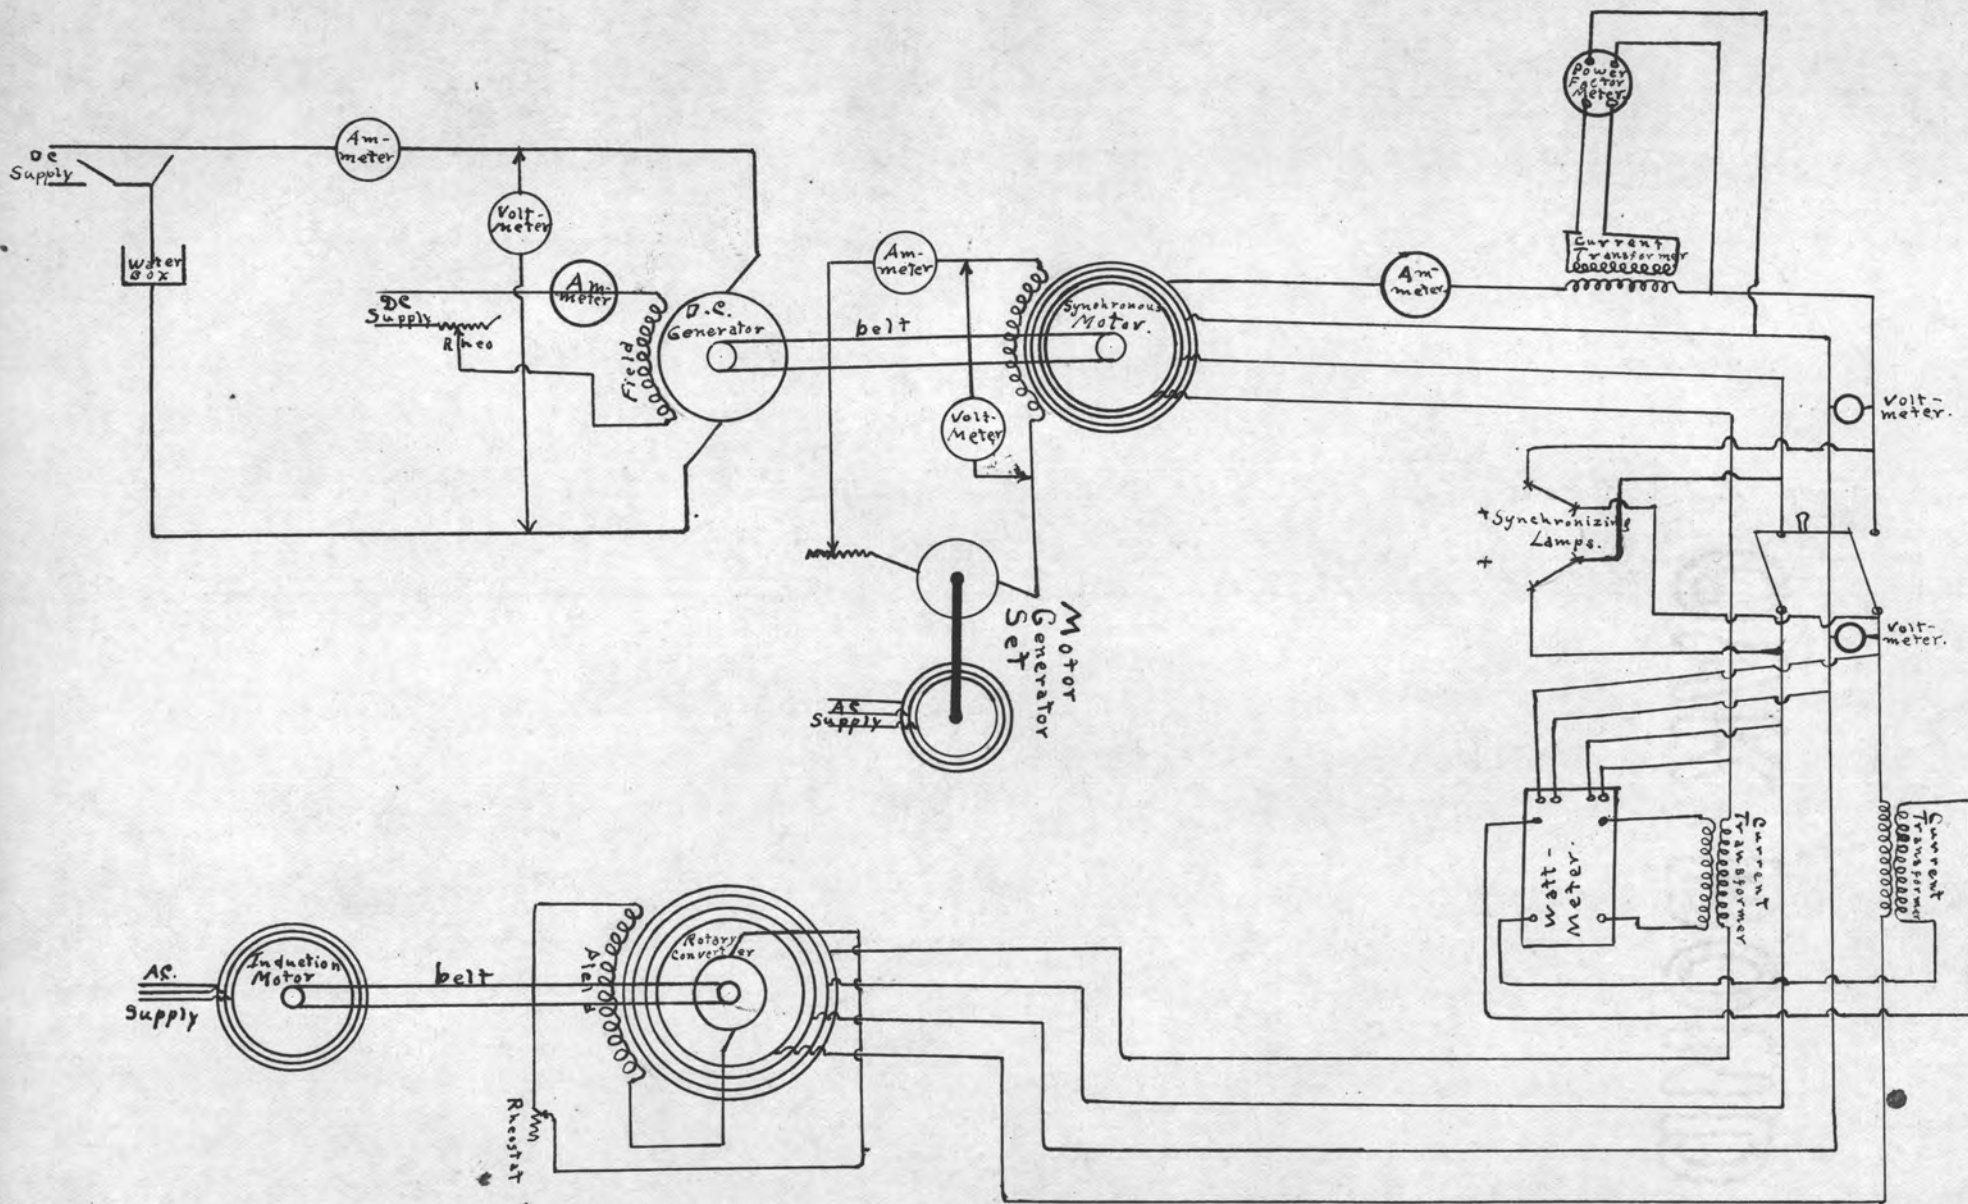 Power
Factor
Meter.
Am-
meter
DC
Supply
Volt-
meter
Water
Box
Current
Transformer
Am-
meter
Am-
meter
Am-
meter.
DC
Supply
Rheo
Field
D.C.
Generator
belt
Synchronous
Motor.
Volt-
Meter
Volt-
meter.
+ Synchronizing
Lamps.
+
Volt-
meter.
Motor
Generator
Set
AC
Supply
Watt-
meter.
Current
Transformer
Current
Transformer
Induction
Motor
AC.
Supply
belt
Field
Rotary
Converter
Rheostat